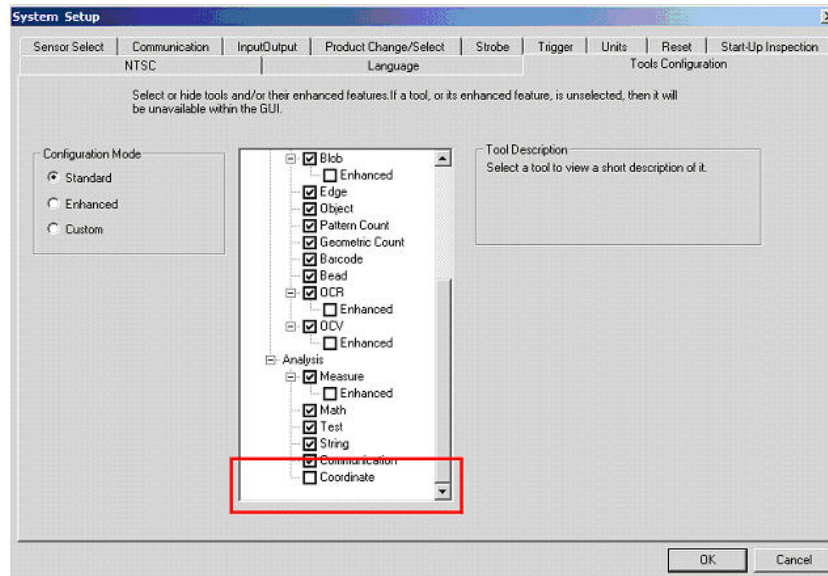 System Setup
Sensor Select Communication InputOutput Product Change/Select Strobe Trigger Units Reset Start-Up Inspection
NTSC Language Tools Configuration
Select or hide tools and/or their enhanced features.If a tool, or its enhanced feature, is unselected, then it will
be unavailable within the GUI.
Configuration Mode
Standard
Enhanced
Custom
Blob
Enhanced
Edge
Object
Pattern Count
Geometric Count
Barcode
Bead
OCR
Enhanced
OCV
Enhanced
Analysis
Measure
Enhanced
Math
Test
String
Communication
Coordinate
Tool Description
Select a tool to view a short description of it.
OK Cancel